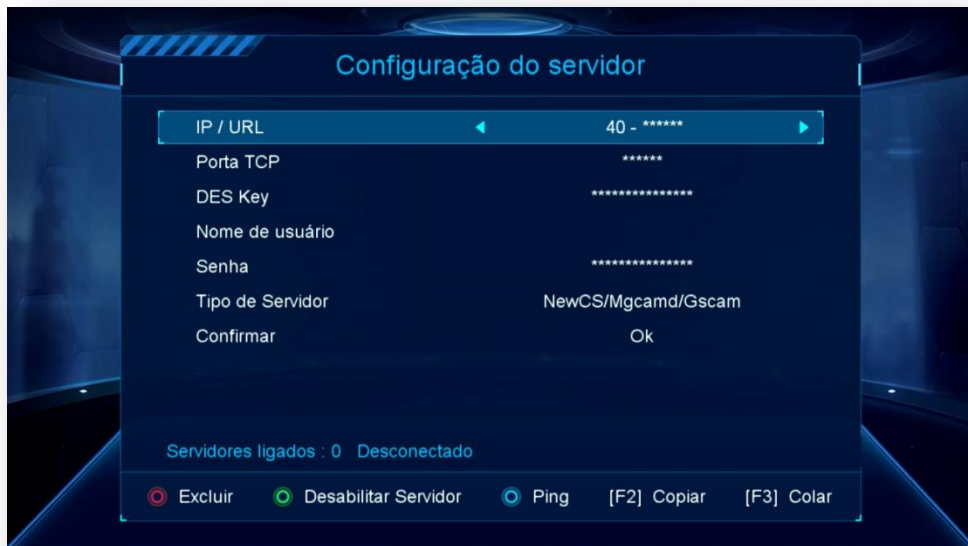 Configuração do servidor
IP / URL 40 - ******
Porta TCP ******
DES Key ***************
Nome de usuário
Senha ***************
Tipo de Servidor NewCS/Mgcamd/Gscam
Confirmar Ok
Servidores ligados : 0 Desconectado
Excluir Desabilitar Servidor Ping [F2] Copiar [F3] Colar